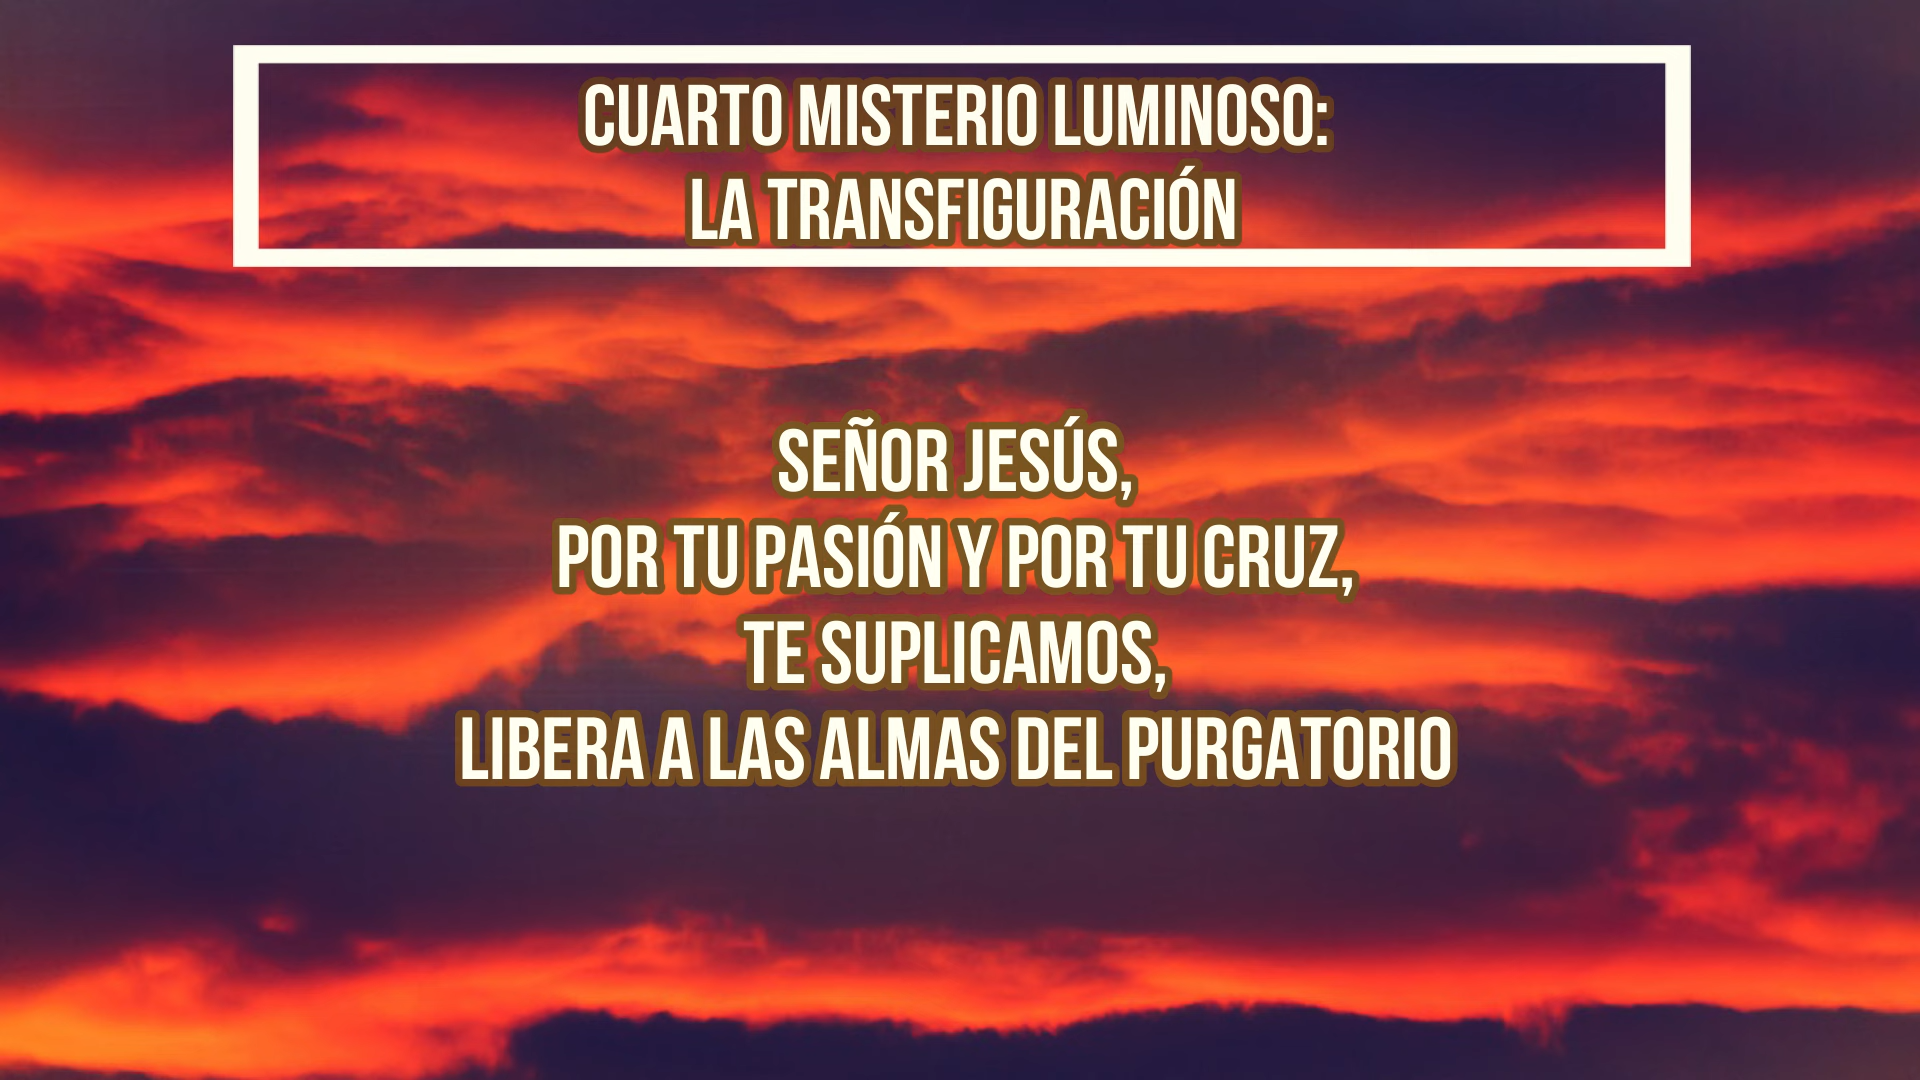 CUARTO MISTERIO LUMINOSO:
LA TRANSFIGURACIÓN
SEÑOR JESÚS,
POR TU PASIÓN Y POR TU CRUZ,
TE SUPLICAMOS,
LIBERA A LAS ALMAS DEL PURGATORIO